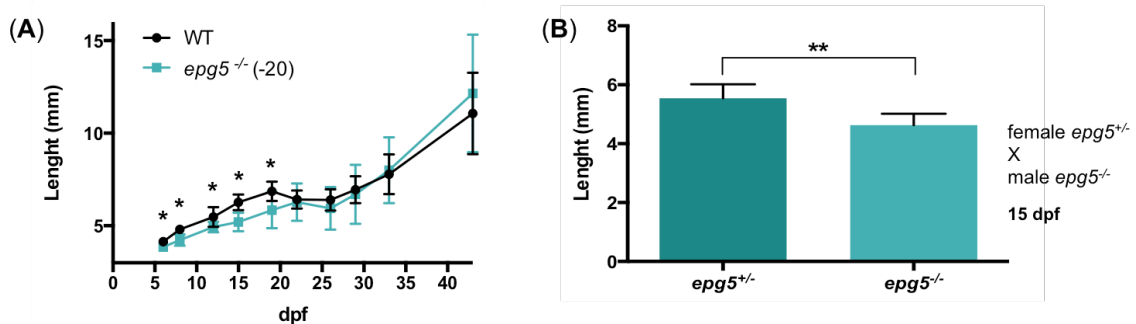 (A)
WT
epg5 -/- (-20)
Lenght (mm)
15
10
5
* * * * *
0 5 10 15 20 25 30 35 40
dpf
(B)
**
Lenght (mm)
8
6
4
2
0
epg5+/- epg5-/-
female epg5+/-
X
male epg5-/-
15 dpf